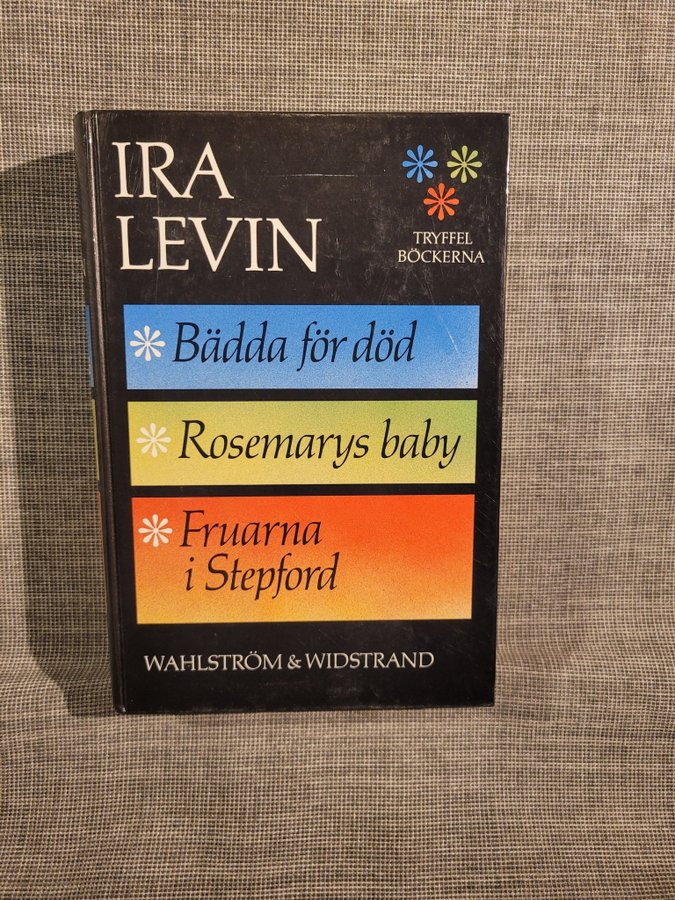 IRA
LEVIN
TRYFFEL
BÖCKERNA
Bädda för död
Rosemarys baby
Fruarna
i Stepford
WAHLSTRÖM & WIDSTRAND